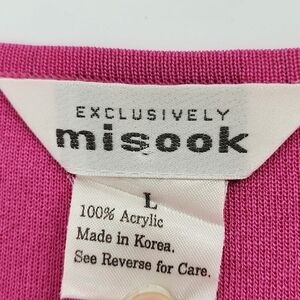 EXCLUSIVELY
misook
L
100% Acrylic
Made in Korea.
See Reverse for Care.